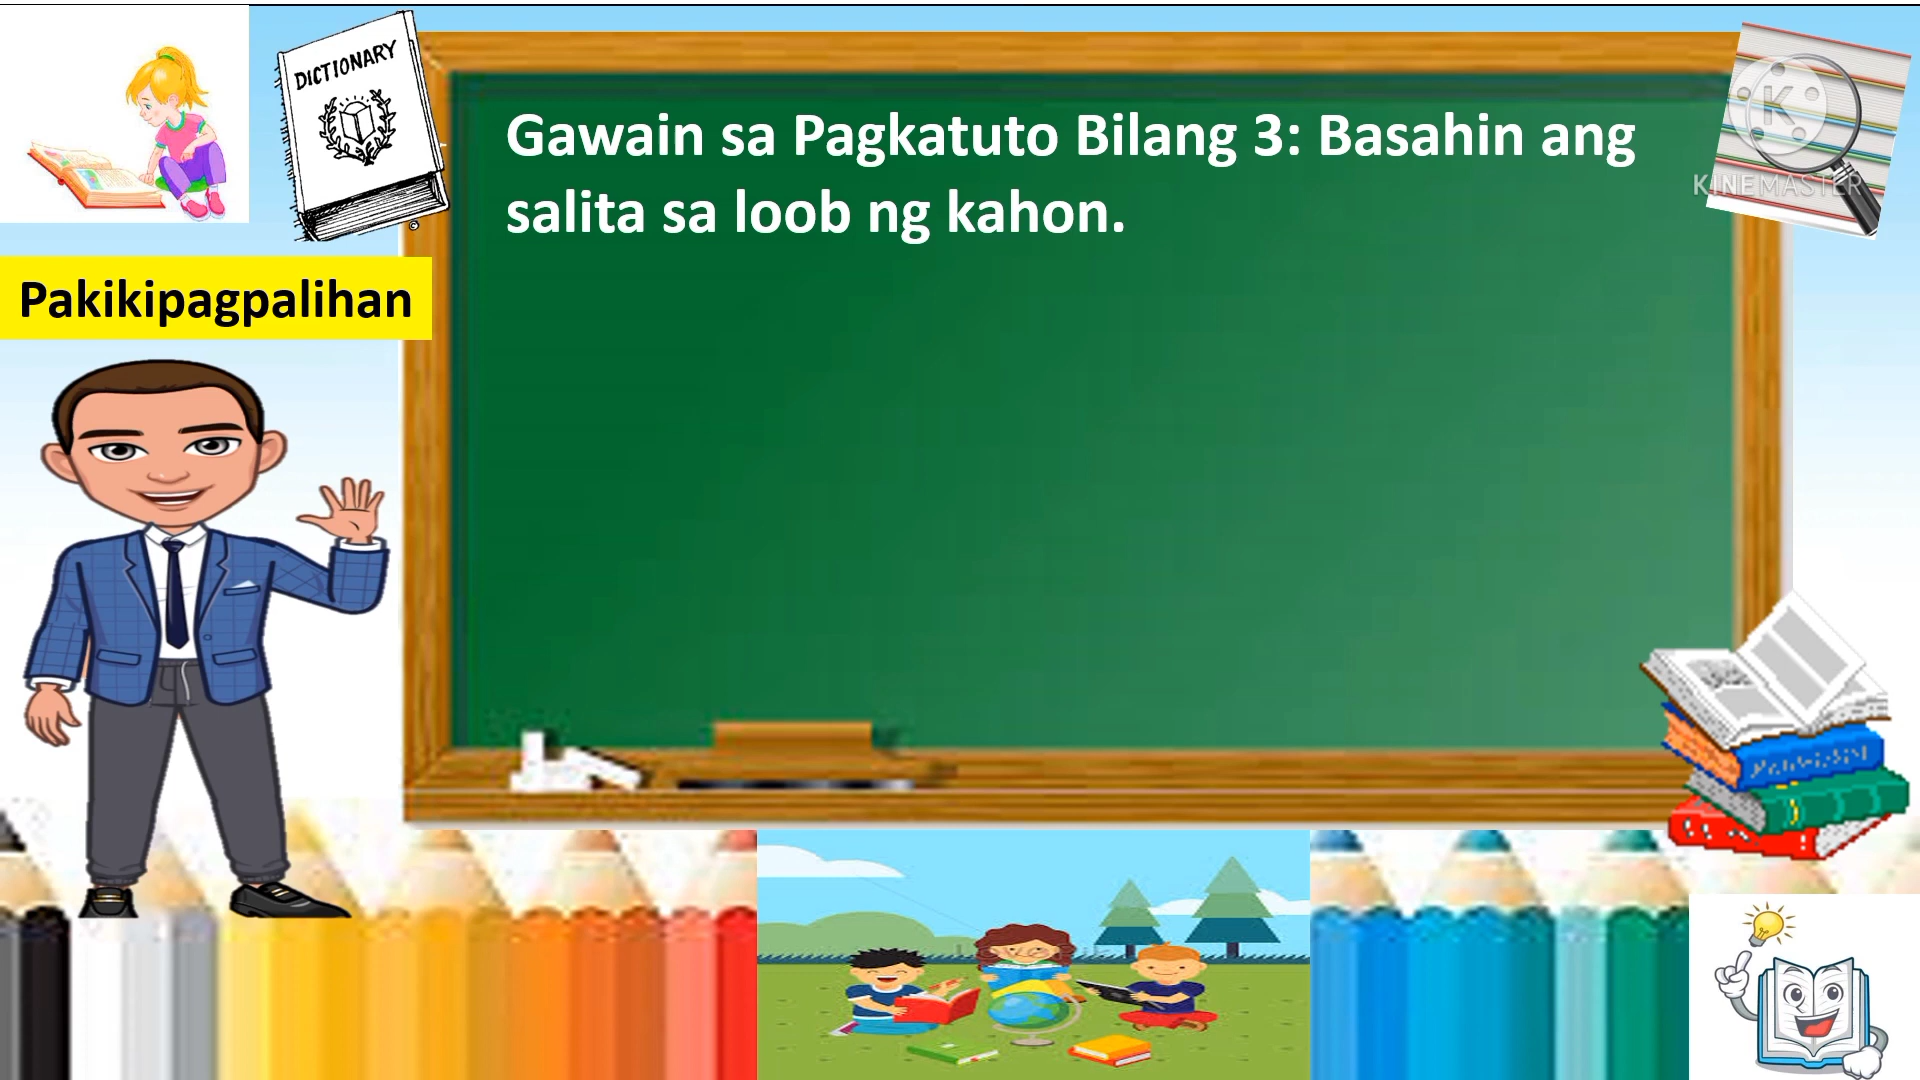 DICTIONARY
Gawain sa Pagkatuto Bilang 3: Basahin ang
salita sa loob ng kahon.
K
KINEMASTER
Pakikipagpalihan